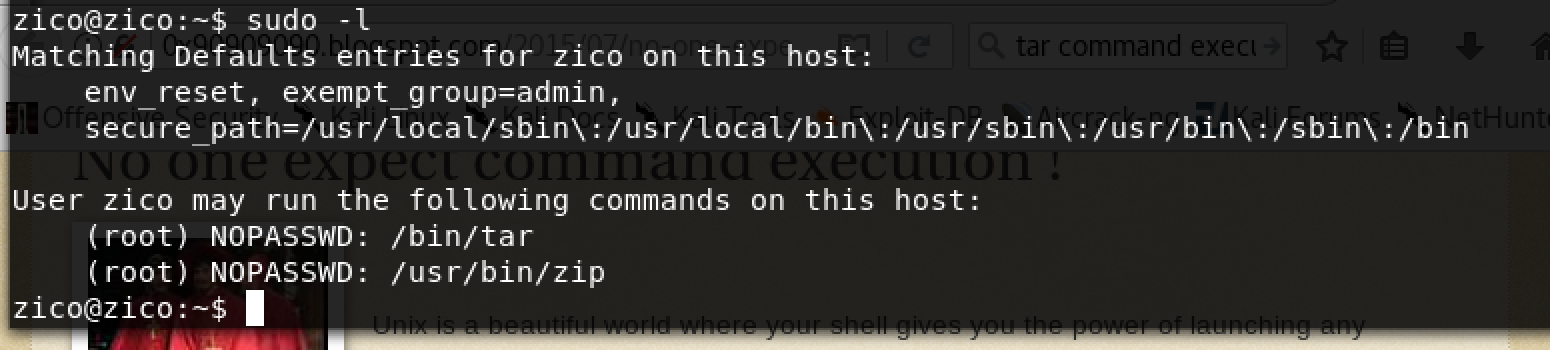 zico@zico:~$ sudo -l
0x90909090.blogspot.com/2015/07/no-one-expe
tar command execu
Matching Defaults entries for zico on this host:
env_reset, exempt_group=admin,
Offensive Security Kali Linux Kali Docs Kali Tools Exploit-DB Aircrack-ng Kali Forums NetHunte
secure_path=/usr/local/sbin\:/usr/local/bin\:/usr/sbin\:/usr/bin\:/sbin\:/bin
No one expect command execution !
User zico may run the following commands on this host:
(root) NOPASSWD: /bin/tar
(root) NOPASSWD: /usr/bin/zip
zico@zico:~$
Unix is a beautiful world where your shell gives you the power of launching any